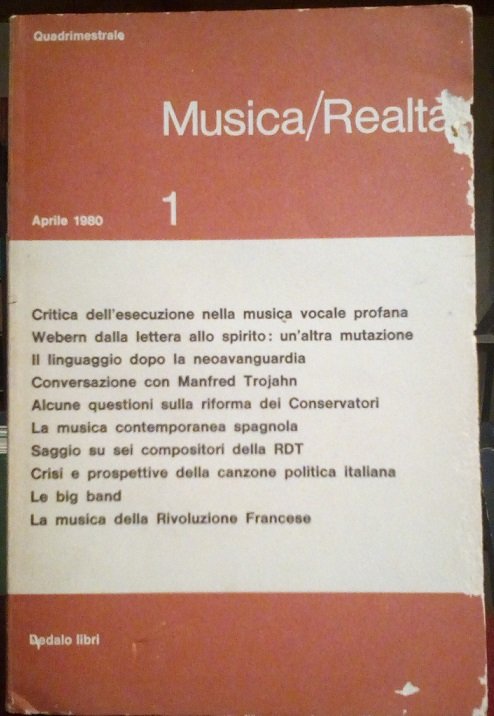 Quadrimestrale
Musica/Realtà
Aprile 1980
1
Critica dell'esecuzione nella musica vocale profana
Webern dalla lettera allo spirito: un'altra mutazione
Il linguaggio dopo la neoavanguardia
Conversazione con Manfred Trojahn
Alcune questioni sulla riforma dei Conservatori
La musica contemporanea spagnola
Saggio su sei compositori della RDT
Crisi e prospettive della canzone politica italiana
Le big band
La musica della Rivoluzione Francese
Dedalo libri